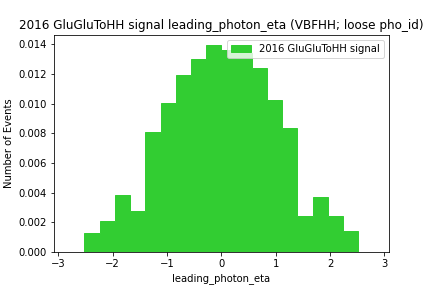 2016 GluGluToHH signal leading_photon_eta (VBFHH; loose pho_id)
2016 GluGluToHH signal
Number of Events
0.014
0.012
0.010
0.008
0.006
0.004
0.002
0.000
−3 −2 −1 0 1 2 3
leading_photon_eta